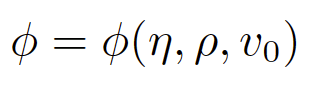 ϕ = ϕ(η, ρ, v₀)